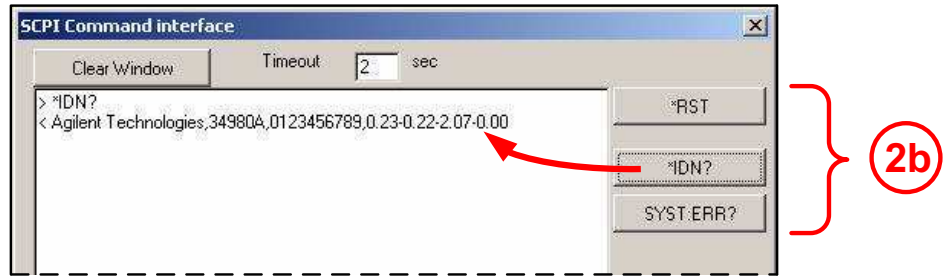 SCPI Command interface
Clear Window
Timeout 2 sec
> *IDN?
< Agilent Technologies,34980A,0123456789,0.23-0.22-2.07-0.00
*RST
*IDN?
SYST:ERR?
2b